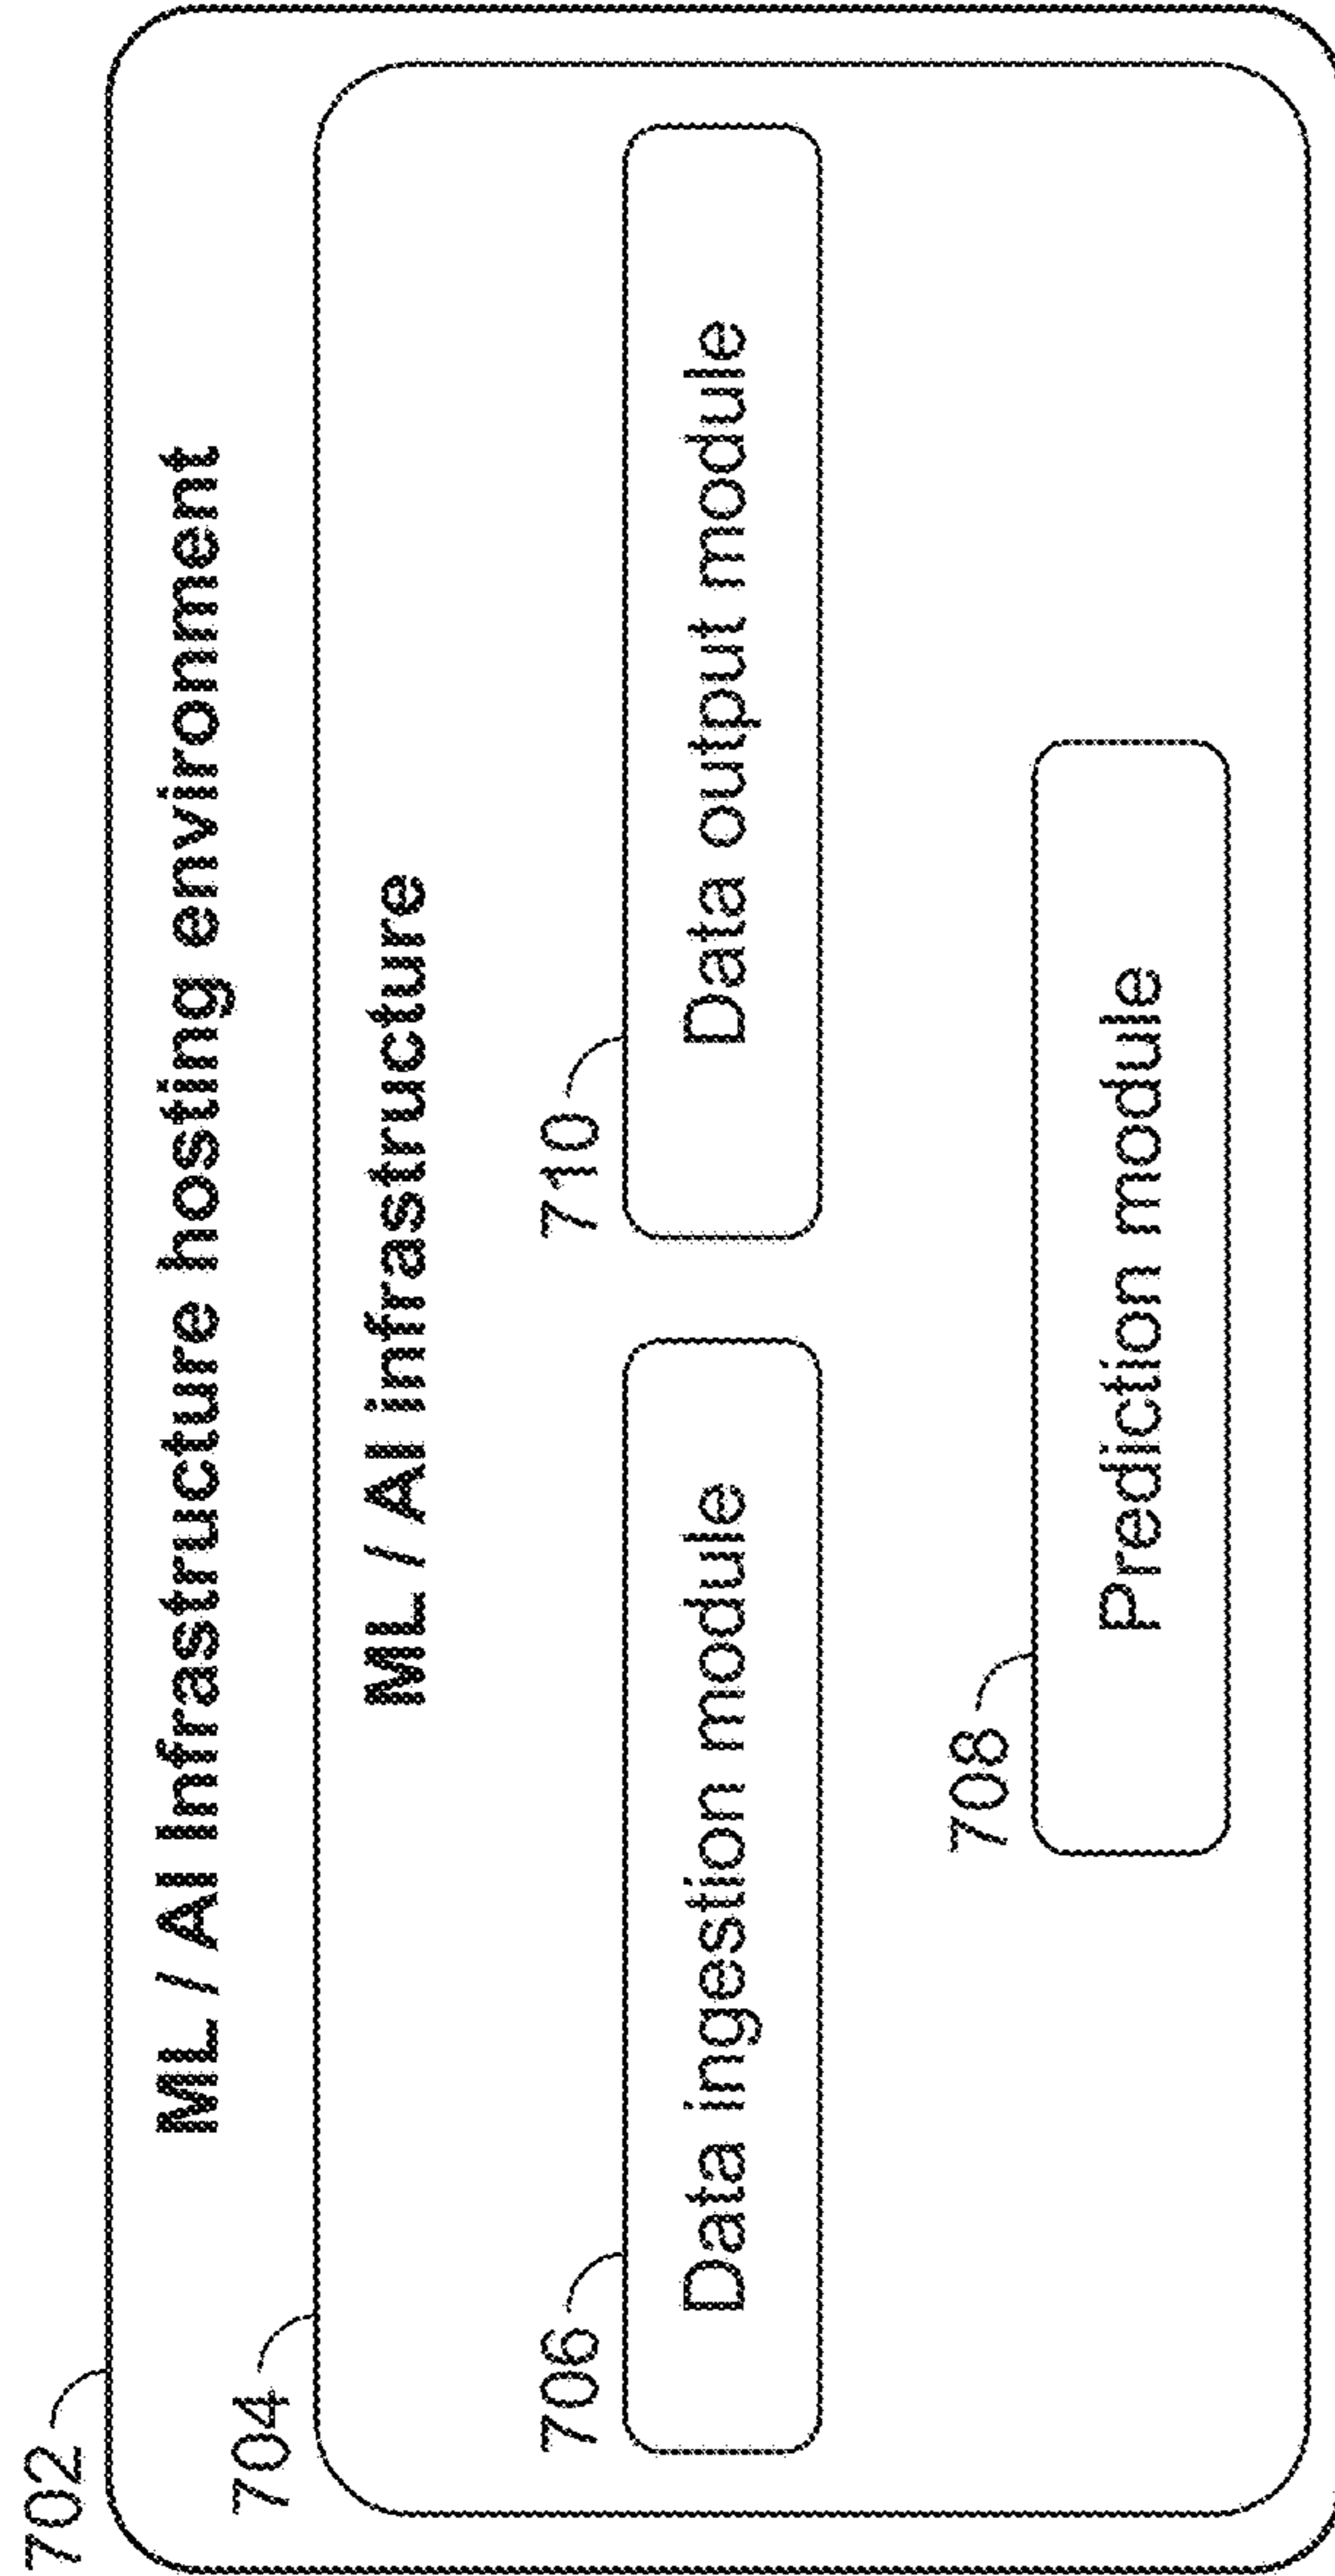 702
ML / AI infrastructure hosting environment
704
ML / AI infrastructure
706
Data ingestion module
710
Data output module
708
Prediction module